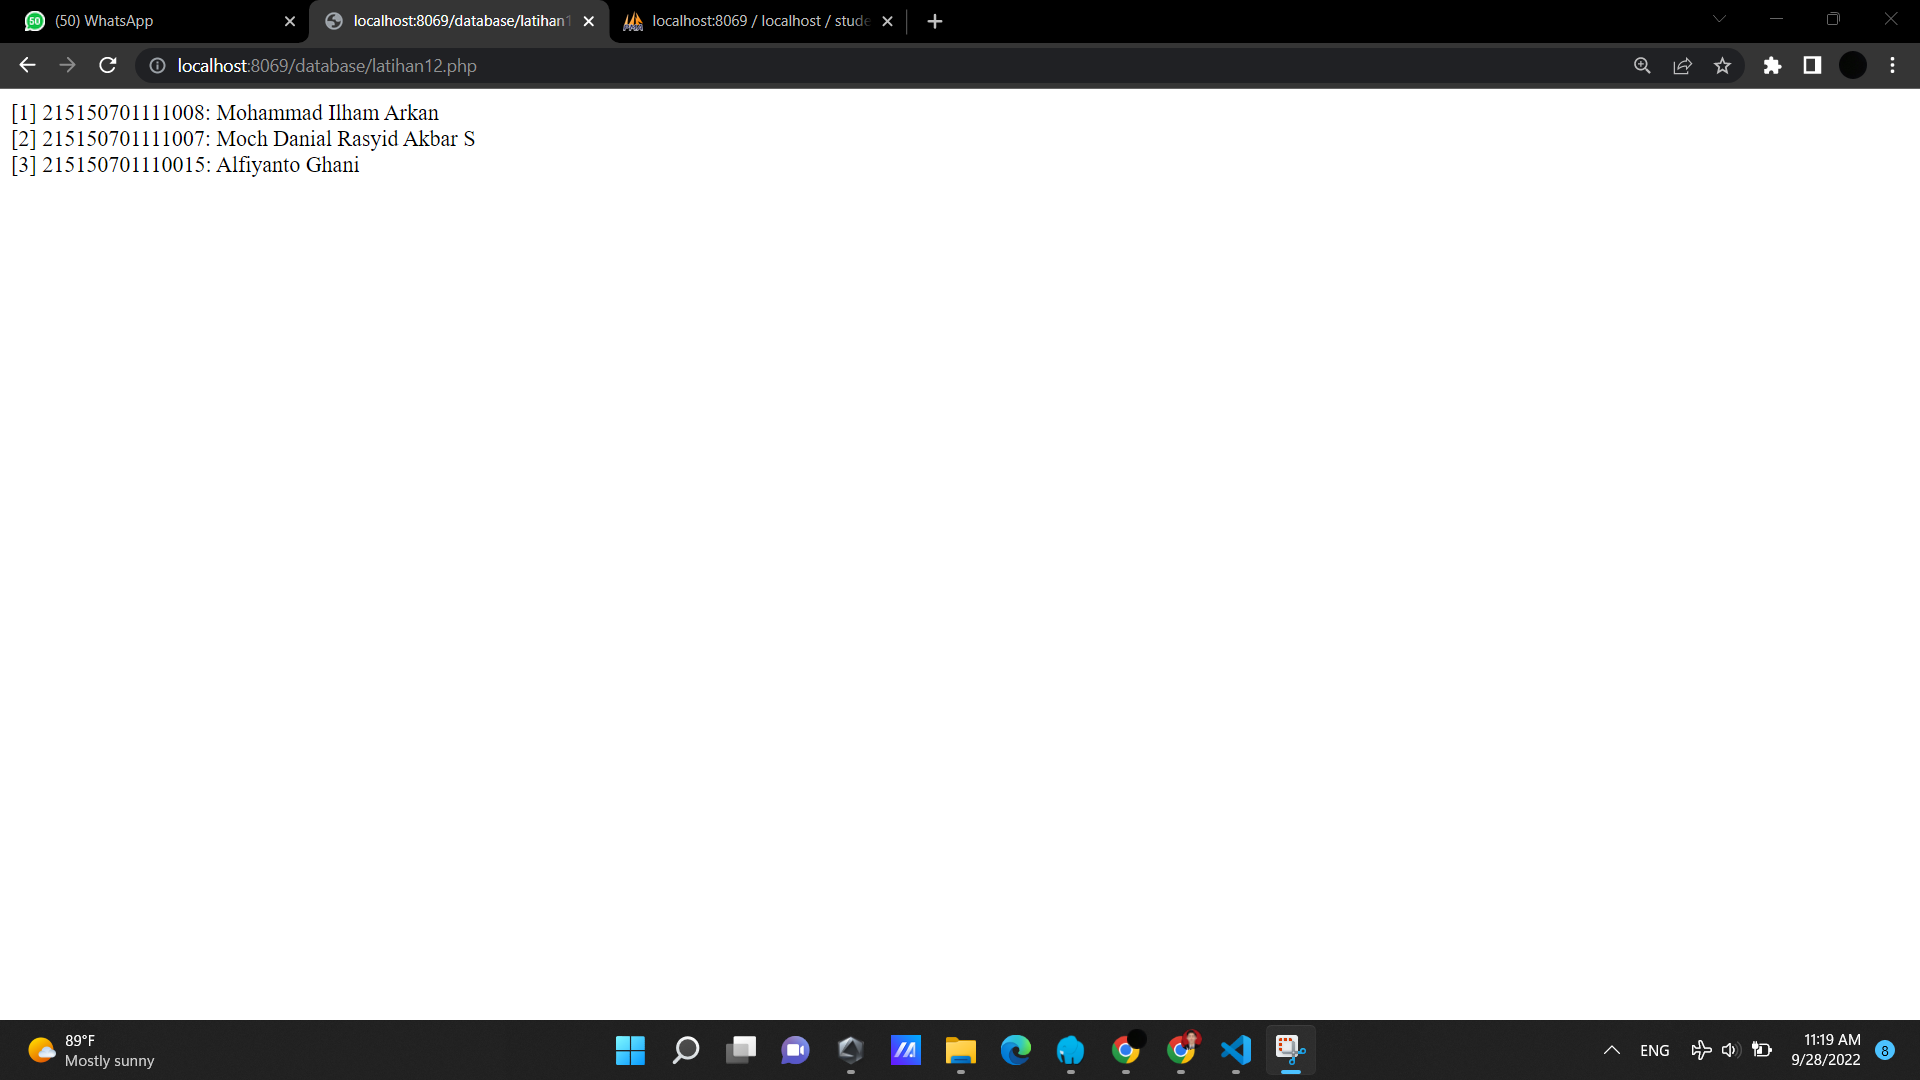 50
(50) WhatsApp
localhost:8069/database/latihan1
PMA
localhost:8069 / localhost / stude
localhost:8069/database/latihan12.php
[1] 215150701111008: Mohammad Ilham Arkan
[2] 215150701111007: Moch Danial Rasyid Akbar S
[3] 215150701110015: Alfiyanto Ghani
89°F
Mostly sunny
ENG
11:19 AM
9/28/2022
8